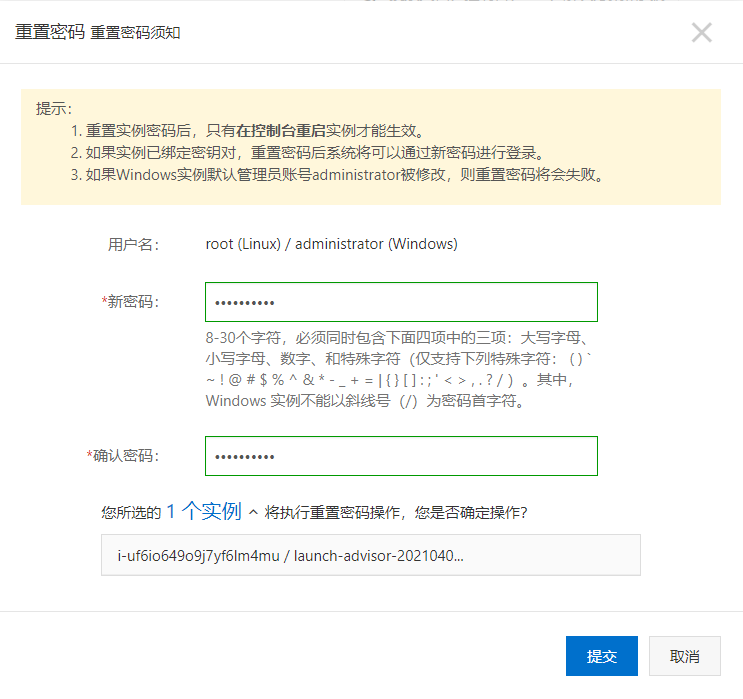 重置密码 重置密码须知
提示：
1. 重置实例密码后，只有在控制台重启实例才能生效。
2. 如果实例已绑定密钥对，重置密码后系统将可以通过新密码进行登录。
3. 如果Windows实例默认管理员账号administrator被修改，则重置密码将会失败。
用户名： root (Linux) / administrator (Windows)
*新密码： ••••••••••
8-30个字符，必须同时包含下面四项中的三项：大写字母、
小写字母、数字、和特殊字符（仅支持下列特殊字符： ( ) `
~ ! @ # $ % ^ & * - _ + = | { } [ ] : ; ' < > , . ? / ）。其中，
Windows 实例不能以斜线号（/）为密码首字符。
*确认密码： ••••••••••
您所选的 1 个实例 将执行重置密码操作，您是否确定操作？
i-uf6io649o9j7yf6lm4mu / launch-advisor-2021040...
提交 取消